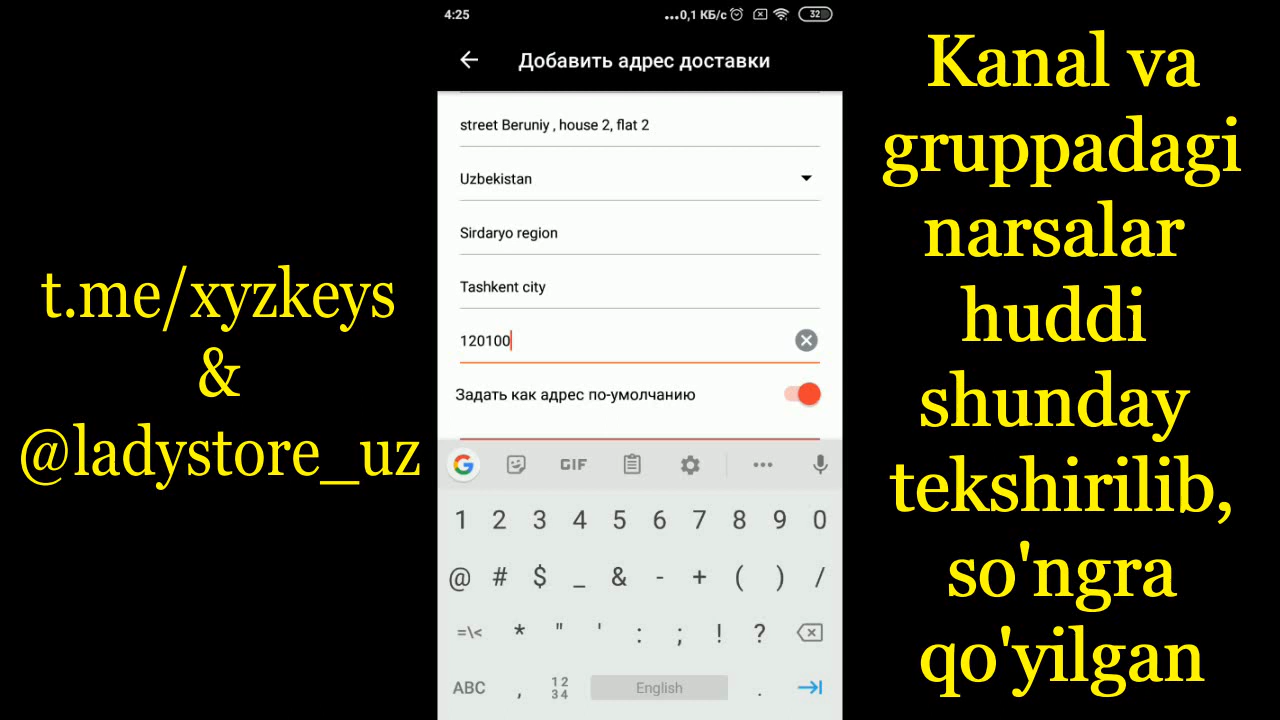 t.me/xyzkeys
&
@ladystore_uz
4:25
...0,1 КБ/с
32
Добавить адрес доставки
street Beruniy , house 2, flat 2
Uzbekistan
Sirdaryo region
Tashkent city
120100
Задать как адрес по-умолчанию
G GIF
1 2 3 4 5 6 7 8 9 0
@ # $ _ & - + ( ) /
=\< * " ' : ; ! ?
ABC , 12 34 English .
Kanal va
gruppadagi
narsalar
huddi
shunday
tekshirilib,
so'ngra
qo'yilgan